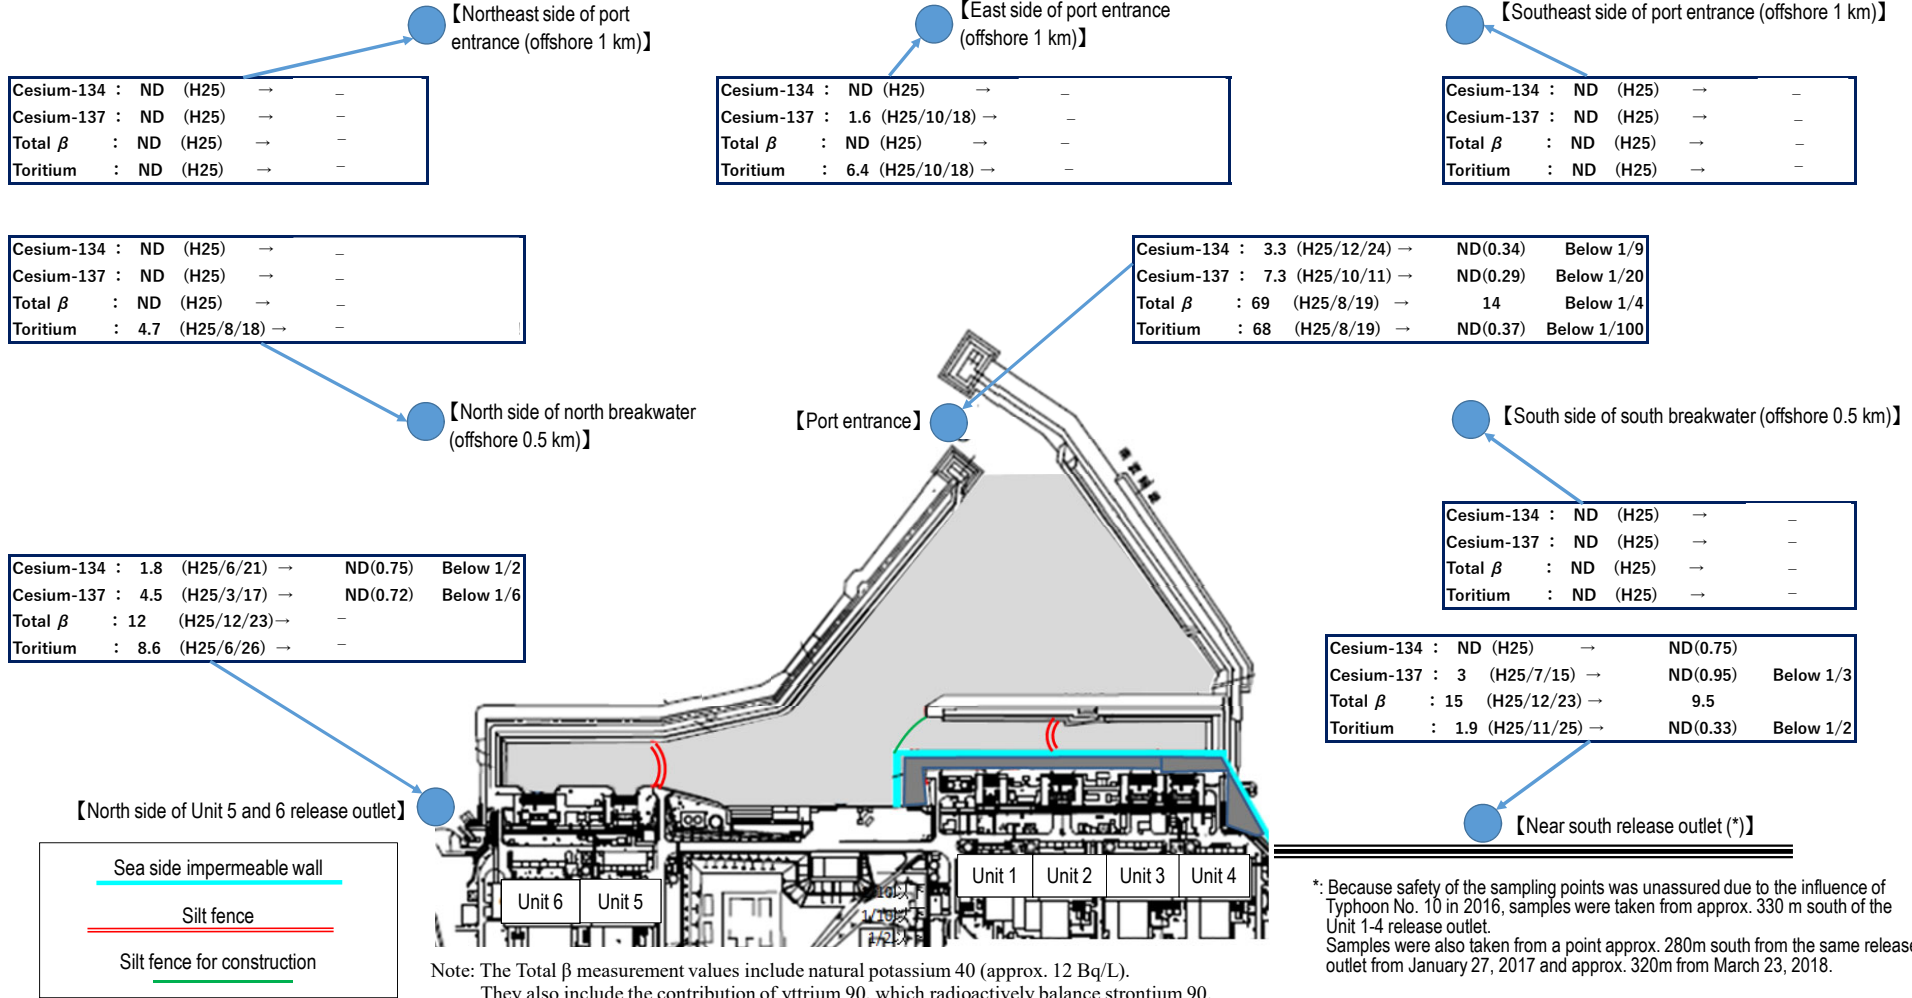 【Northeast side of port
entrance (offshore 1 km)】
【East side of port entrance
(offshore 1 km)】
【Southeast side of port entrance (offshore 1 km)】
Cesium-134 : ND (H25) → –
Cesium-137 : ND (H25) → –
Total β : ND (H25) → –
Toritium : ND (H25) → –
Cesium-134 : ND (H25) → –
Cesium-137 : 1.6 (H25/10/18) → –
Total β : ND (H25) → –
Toritium : 6.4 (H25/10/18) → –
Cesium-134 : ND (H25) → –
Cesium-137 : ND (H25) → –
Total β : ND (H25) → –
Toritium : ND (H25) → –
Cesium-134 : ND (H25) → –
Cesium-137 : ND (H25) → –
Total β : ND (H25) → –
Toritium : 4.7 (H25/8/18) → –
Cesium-134 : 3.3 (H25/12/24) → ND(0.34) Below 1/9
Cesium-137 : 7.3 (H25/10/11) → ND(0.29) Below 1/20
Total β : 69 (H25/8/19) → 14 Below 1/4
Toritium : 68 (H25/8/19) → ND(0.37) Below 1/100
【North side of north breakwater
(offshore 0.5 km)】
【Port entrance】
【South side of south breakwater (offshore 0.5 km)】
Cesium-134 : ND (H25) → –
Cesium-137 : ND (H25) → –
Total β : ND (H25) → –
Toritium : ND (H25) → –
Cesium-134 : 1.8 (H25/6/21) → ND(0.75) Below 1/2
Cesium-137 : 4.5 (H25/3/17) → ND(0.72) Below 1/6
Total β : 12 (H25/12/23)→ –
Toritium : 8.6 (H25/6/26) → –
Cesium-134 : ND (H25) → ND(0.75)
Cesium-137 : 3 (H25/7/15) → ND(0.95) Below 1/3
Total β : 15 (H25/12/23) → 9.5
Toritium : 1.9 (H25/11/25) → ND(0.33) Below 1/2
【North side of Unit 5 and 6 release outlet】
【Near south release outlet (*)】
Sea side impermeable wall
Silt fence
Silt fence for construction
Unit 6
Unit 5
Unit 1
Unit 2
Unit 3
Unit 4
1/10以下
1/2以下
*: Because safety of the sampling points was unassured due to the influence of
Typhoon No. 10 in 2016, samples were taken from approx. 330 m south of the
Unit 1-4 release outlet.
Samples were also taken from a point approx. 280m south from the same release
outlet from January 27, 2017 and approx. 320m from March 23, 2018.
Note: The Total β measurement values include natural potassium 40 (approx. 12 Bq/L).
They also include the contribution of yttrium 90, which radioactively balance strontium 90.